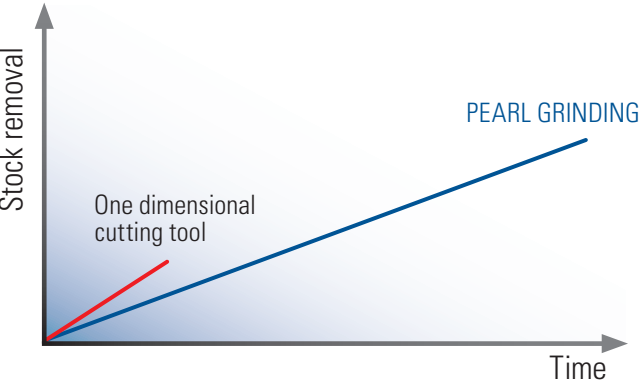 Stock removal
PEARL GRINDING
One dimensional
cutting tool
Time